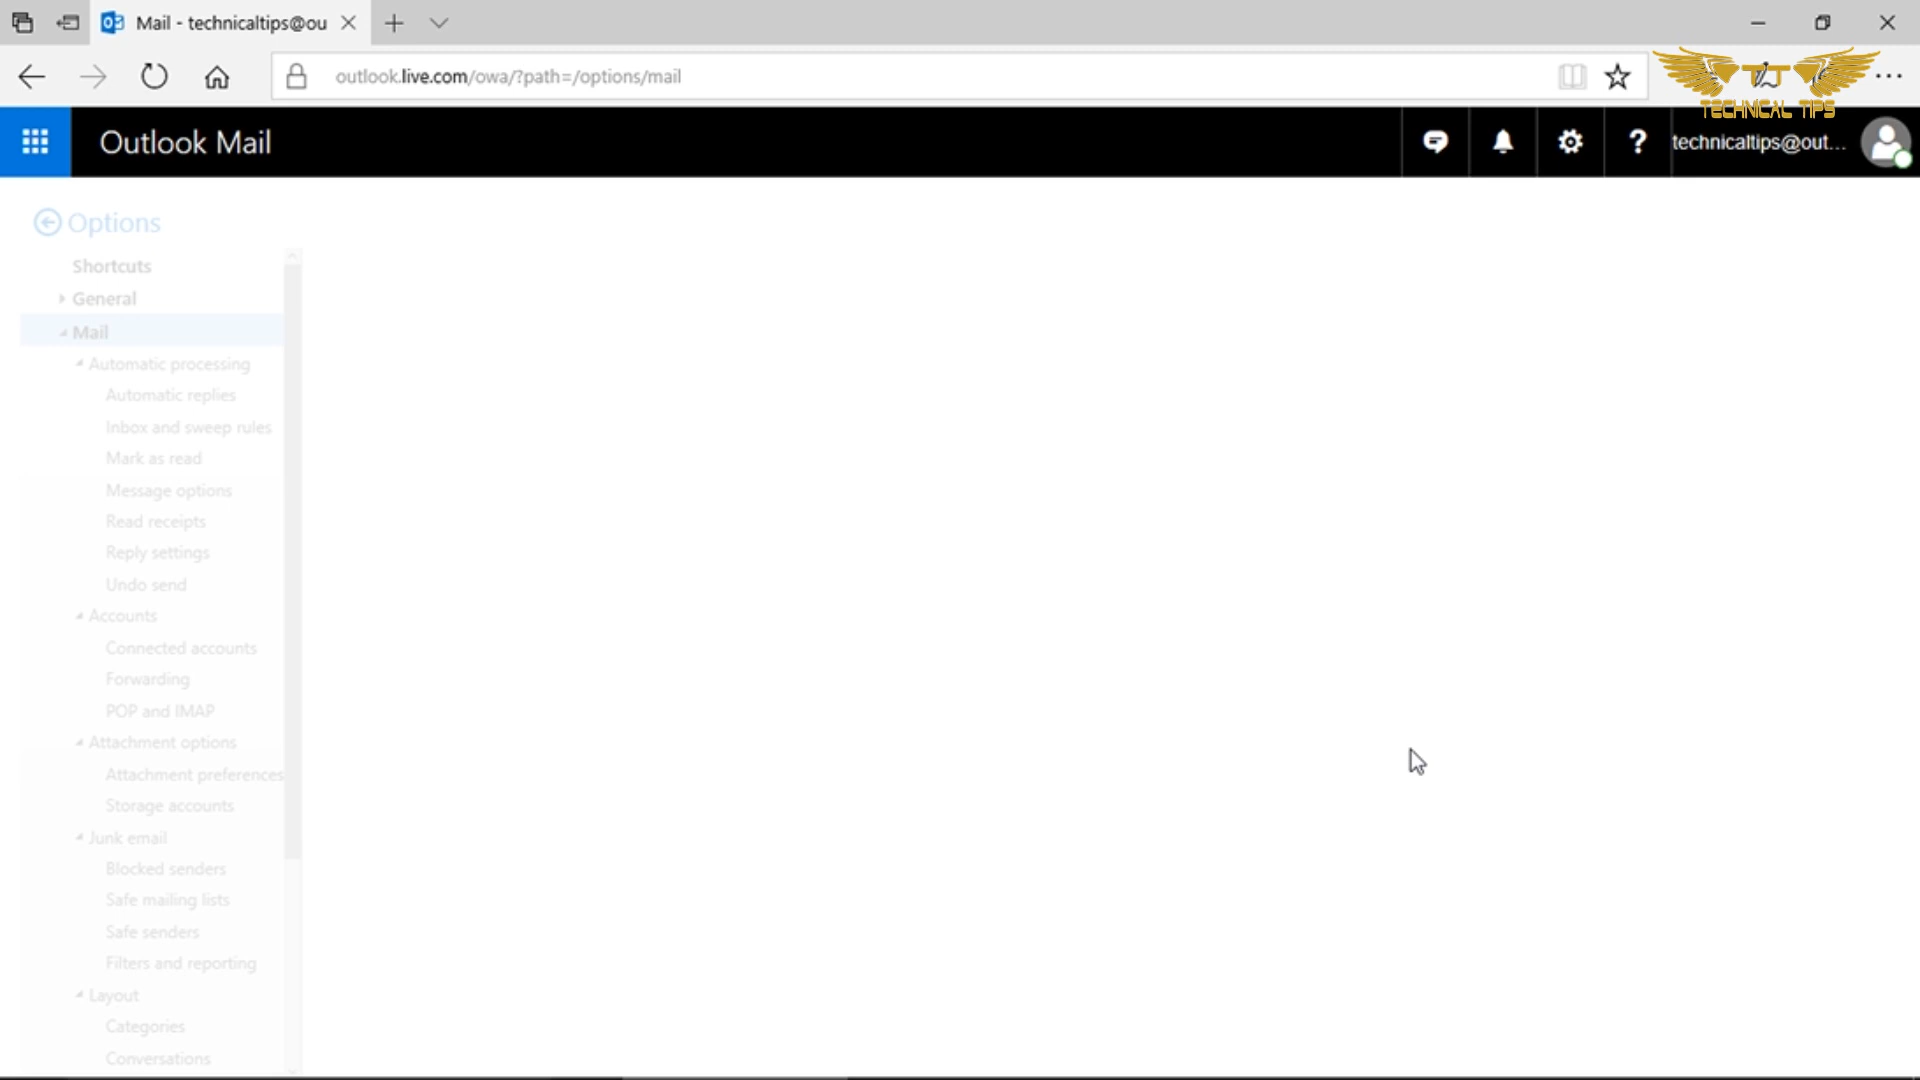 Mail - technicaltips@ou
outlook.live.com/owa/?path=/options/mail
TT
TECHNICAL TIPS
Outlook Mail
?
technicaltips@out...
Options
Shortcuts
General
Mail
Automatic processing
Automatic replies
Inbox and sweep rules
Mark as read
Message options
Read receipts
Reply settings
Undo send
Accounts
Connected accounts
Forwarding
POP and IMAP
Attachment options
Attachment preferences
Storage accounts
Junk email
Blocked senders
Safe mailing lists
Safe senders
Filters and reporting
Layout
Categories
Conversations